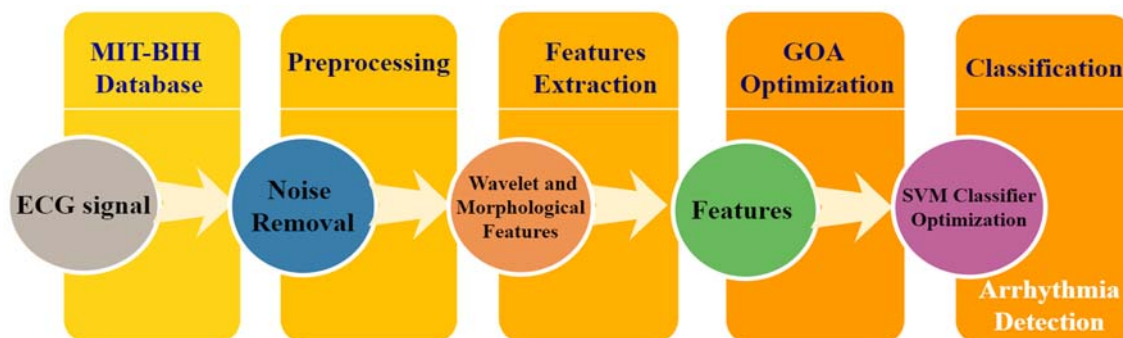 MIT-BIH
Database
Preprocessing
Features
Extraction
GOA
Optimization
Classification
ECG signal
Noise
Removal
Wavelet and
Morphological
Features
Features
SVM Classifier
Optimization
Arrhythmia
Detection